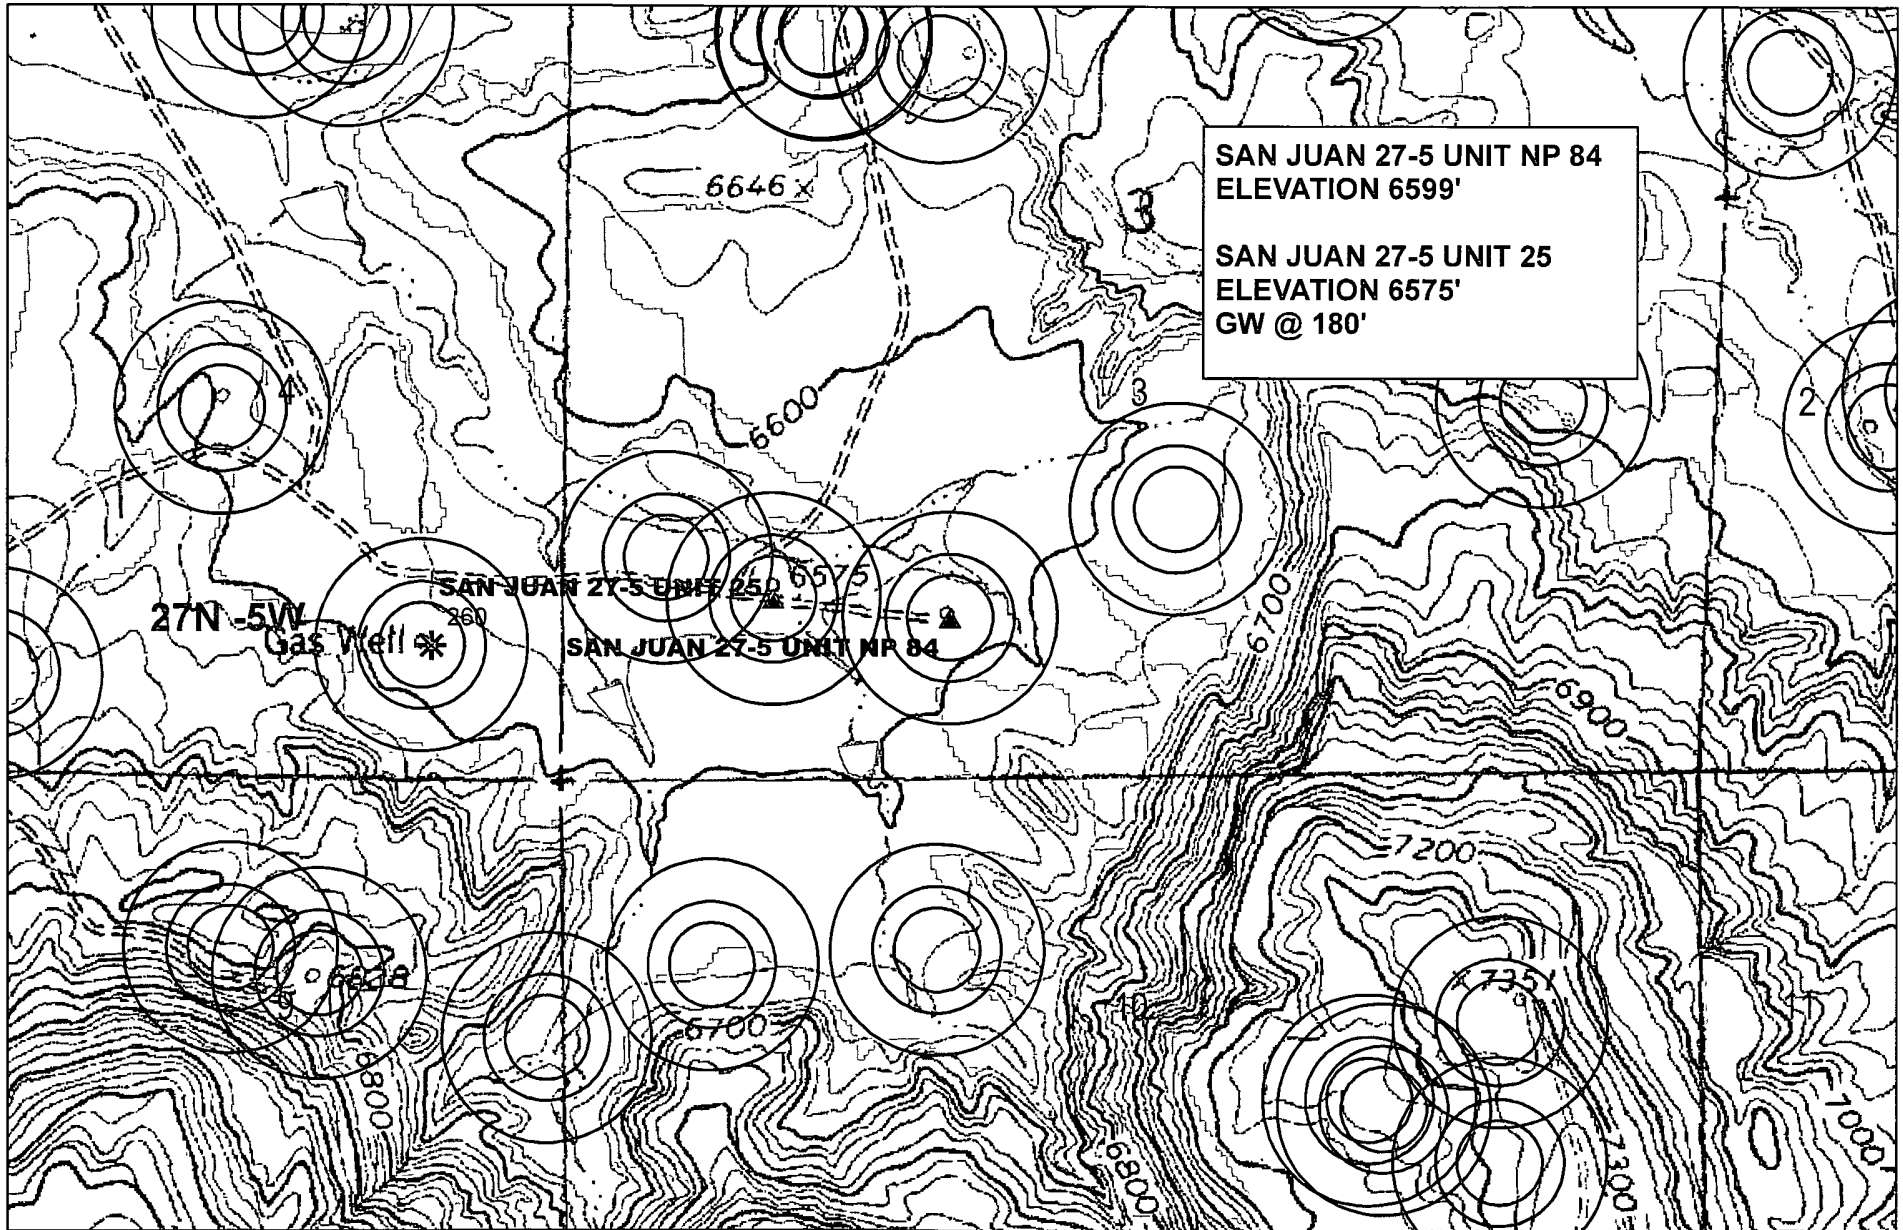 6646 x
3
SAN JUAN 27-5 UNIT NP 84
ELEVATION 6599'
SAN JUAN 27-5 UNIT 25
ELEVATION 6575'
GW @ 180'
4
6600
3
2
SAN JUAN 27-5 UNIT 25
6575
260
27N -5W
Gas Well
SAN JUAN 27-5 UNIT NP 84
6700
6900
7200
x 7351
10
11
6700
6800
6800
7300
7000